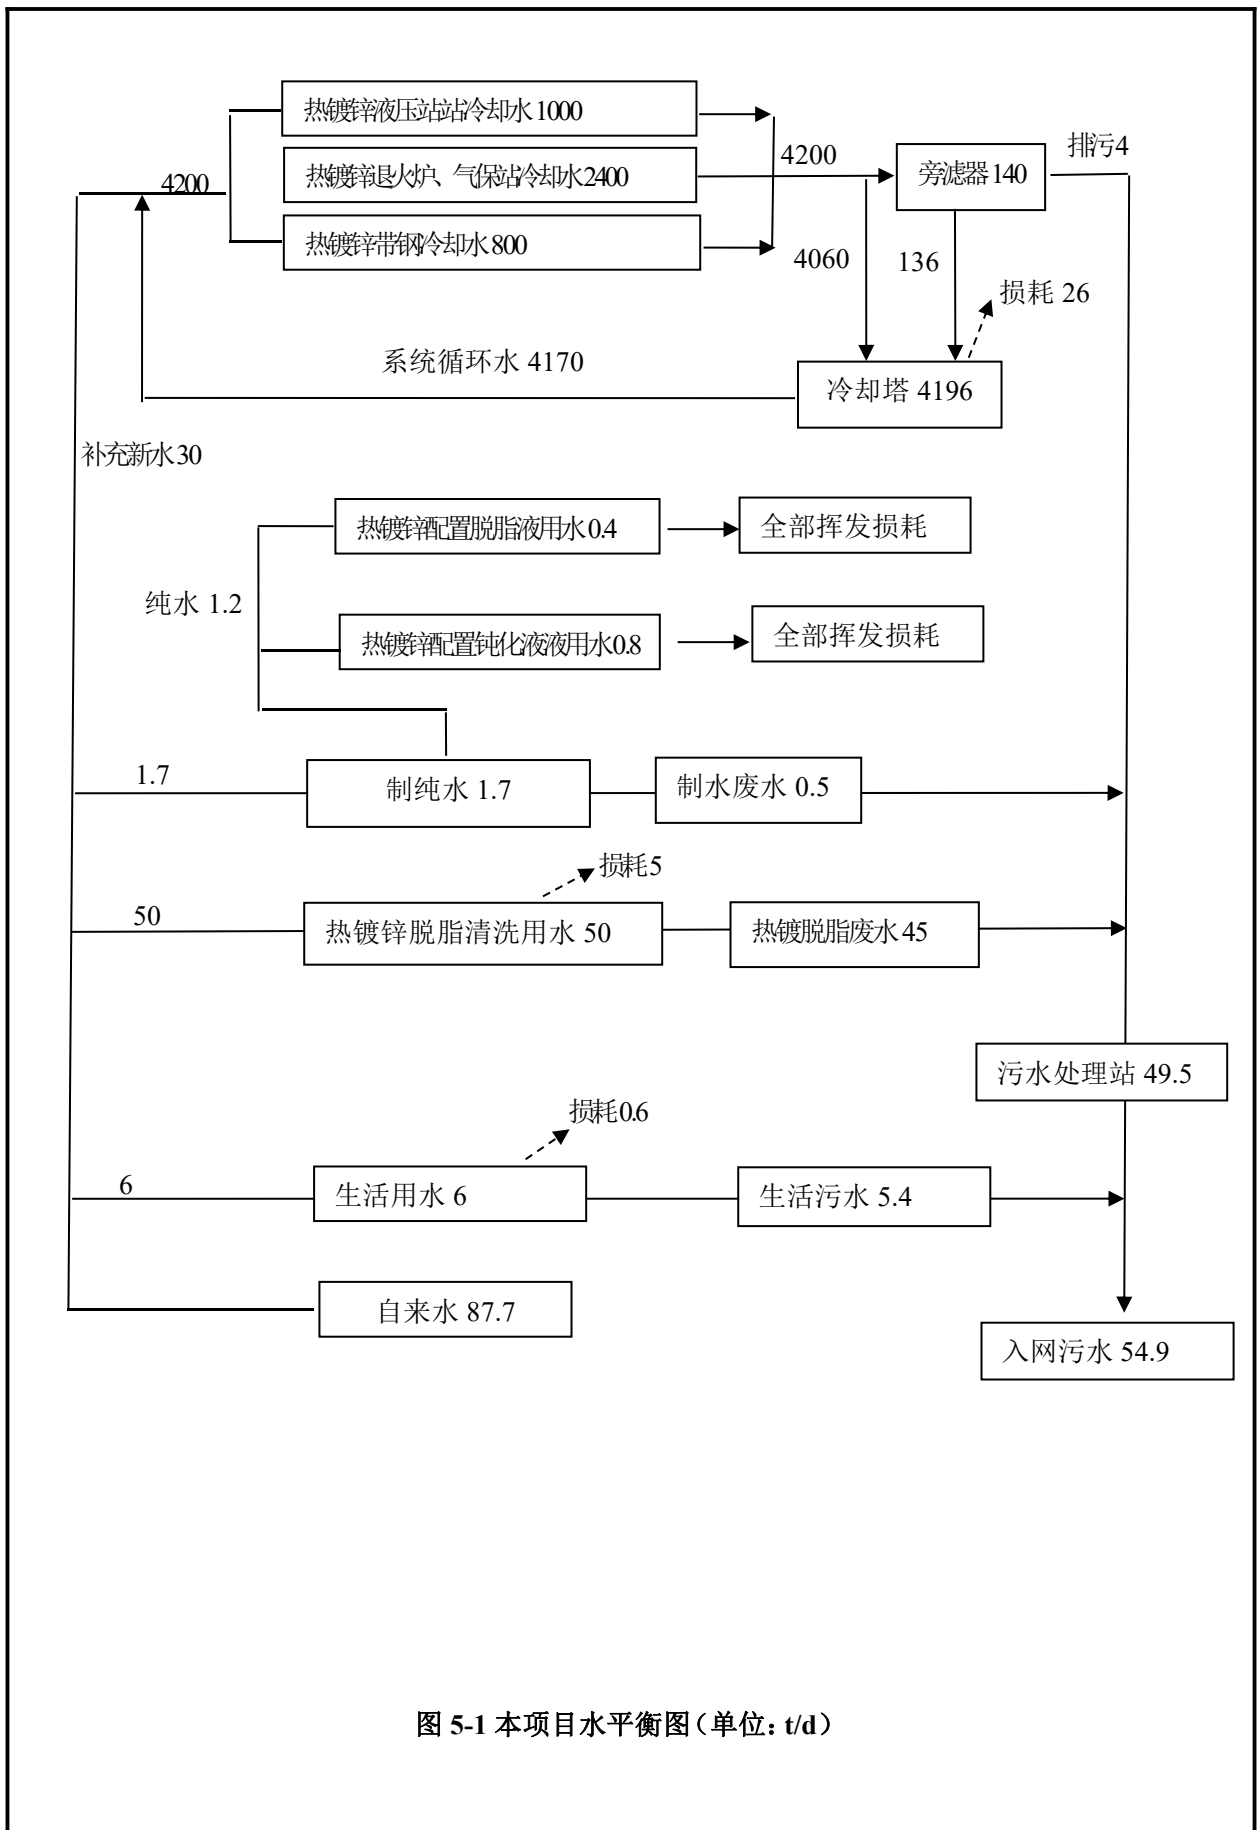 热镀锌液压站站冷却水1000
4200
排污4
4200
热镀锌退火炉、气保站冷却水2400
旁滤器140
热镀锌带钢冷却水800
4060
136
损耗 26
系统循环水 4170
冷却塔 4196
补充新水30
热镀锌配置脱脂液用水0.4
全部挥发损耗
纯水 1.2
热镀锌配置钝化液液用水0.8
全部挥发损耗
1.7
制纯水 1.7
制水废水 0.5
损耗5
50
热镀锌脱脂清洗用水 50
热镀脱脂废水45
污水处理站 49.5
损耗0.6
6
生活用水 6
生活污水 5.4
自来水 87.7
入网污水 54.9
图 5-1 本项目水平衡图（单位：t/d）